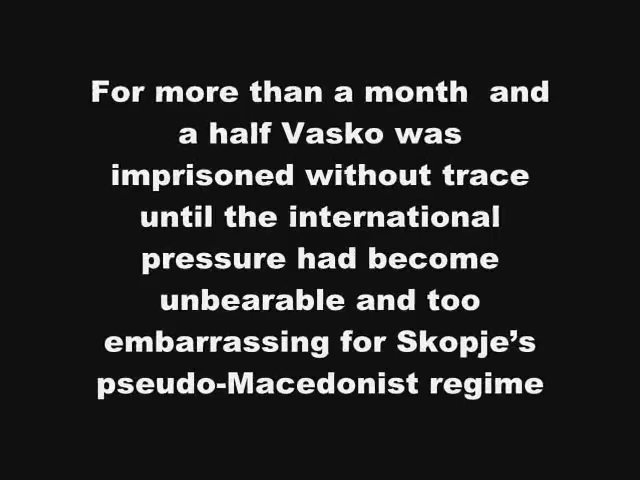 For more than a month  and
a half Vasko was
imprisoned without trace
until the international
pressure had become
unbearable and too
embarrassing for Skopje’s
pseudo-Macedonist regime